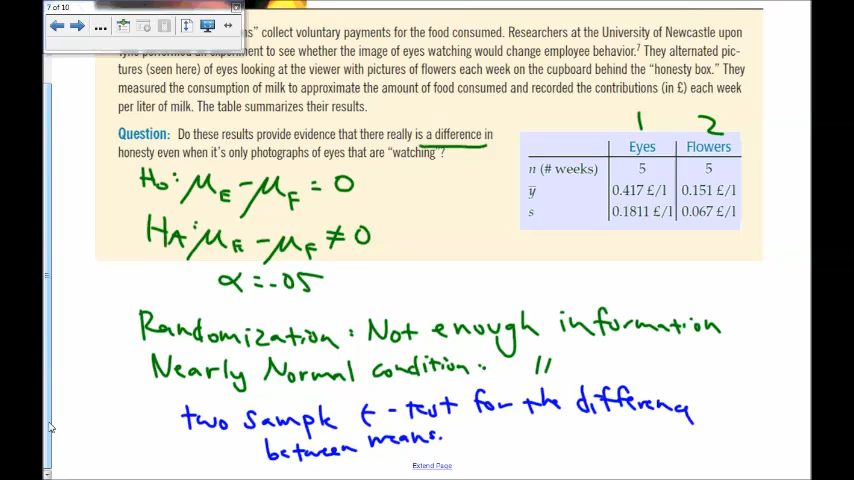 7 of 10
ns" collect voluntary payments for the food consumed. Researchers at the University of Newcastle upon
Tyne performed an experiment to see whether the image of eyes watching would change employee behavior.7 They alternated pic-
tures (seen here) of eyes looking at the viewer with pictures of flowers each week on the cupboard behind the "honesty box." They
measured the consumption of milk to approximate the amount of food consumed and recorded the contributions (in £) each week
per liter of milk. The table summarizes their results.
Question: Do these results provide evidence that there really is a difference in
honesty even when it's only photographs of eyes that are "watching"?
1 2
Eyes Flowers
n (# weeks) 5 5
ȳ 0.417 £/l 0.151 £/l
s 0.1811 £/l 0.067 £/l
H₀: μE - μF = 0
HA: μE - μF ≠ 0
α = .05
Randomization: Not enough information
Nearly Normal condition: "
two sample t-test for the difference
between means.
Extend Page